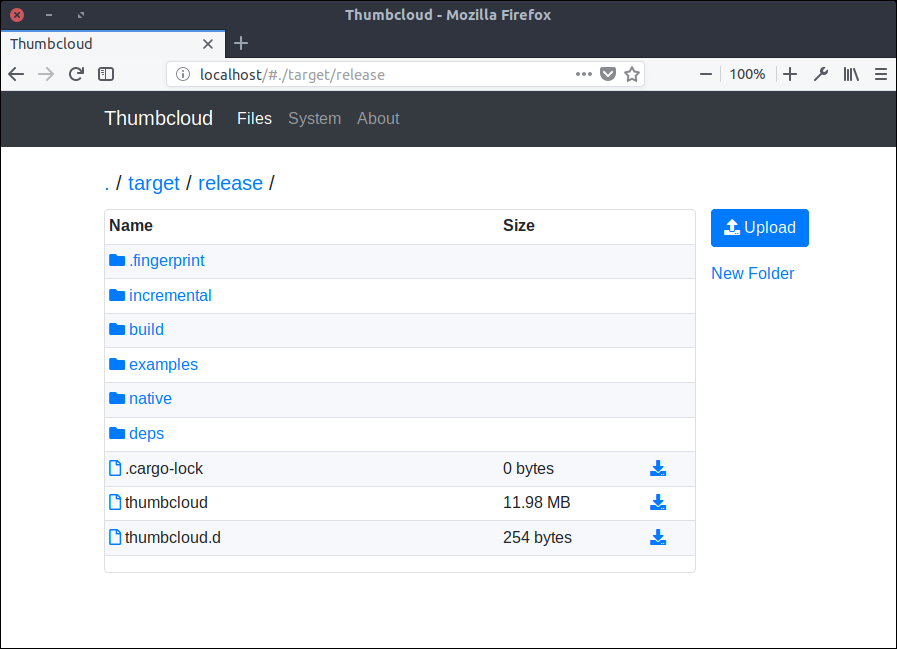 Thumbcloud - Mozilla Firefox
Thumbcloud
localhost/#./target/release
100%
Thumbcloud Files System About
. / target / release /
Name Size
Upload
.fingerprint
New Folder
incremental
build
examples
native
deps
.cargo-lock 0 bytes
thumbcloud 11.98 MB
thumbcloud.d 254 bytes